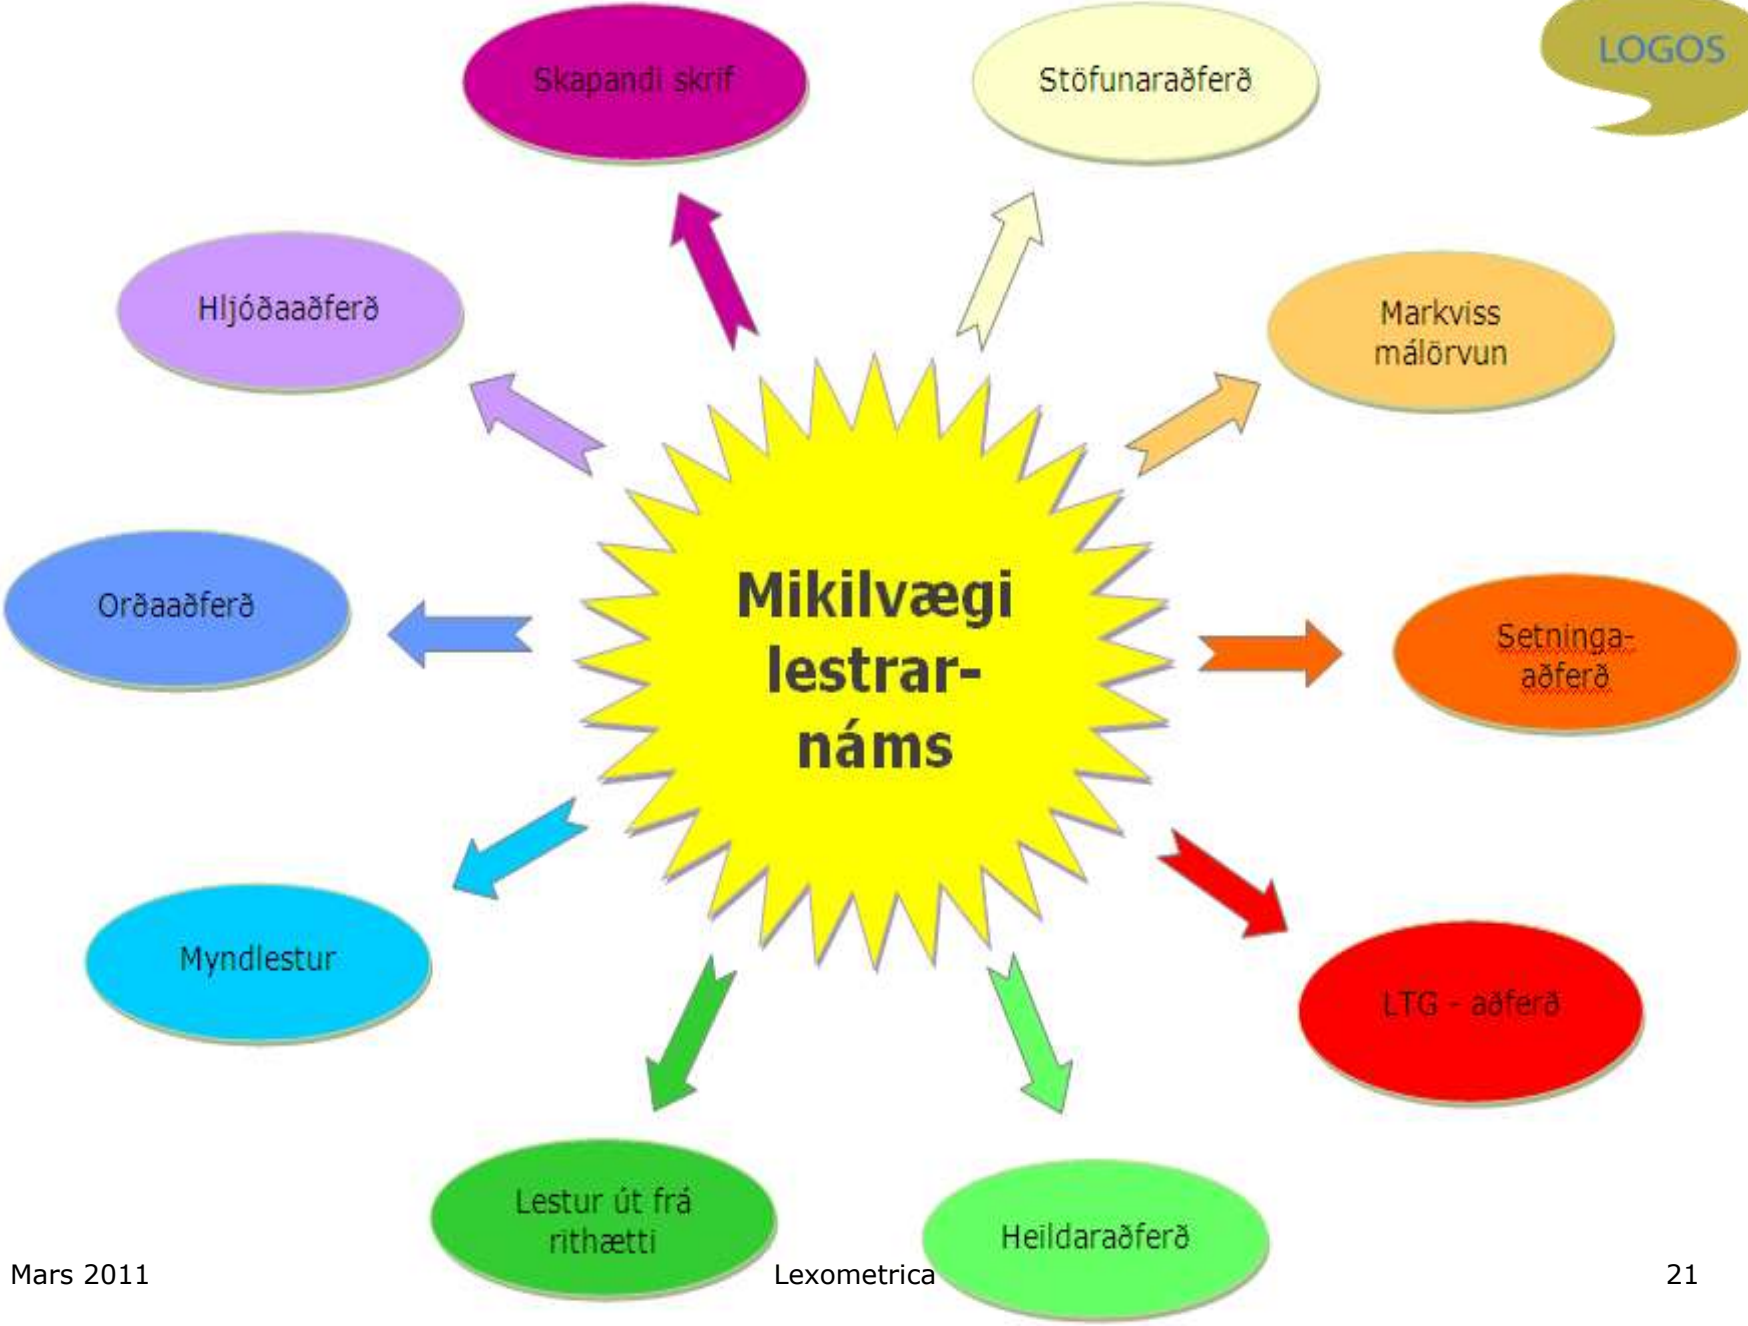 LOGOS
Skapandi skrif
Stöfunaraðferð
Hljóðaaðferð
Markviss
málörvun
Orðaaðferð
Mikilvægi
lestrar-
náms
Setninga-
aðferð
Myndlestur
LTG - aðferð
Lestur út frá
rithætti
Heildaraðferð
Mars 2011
Lexometrica
21